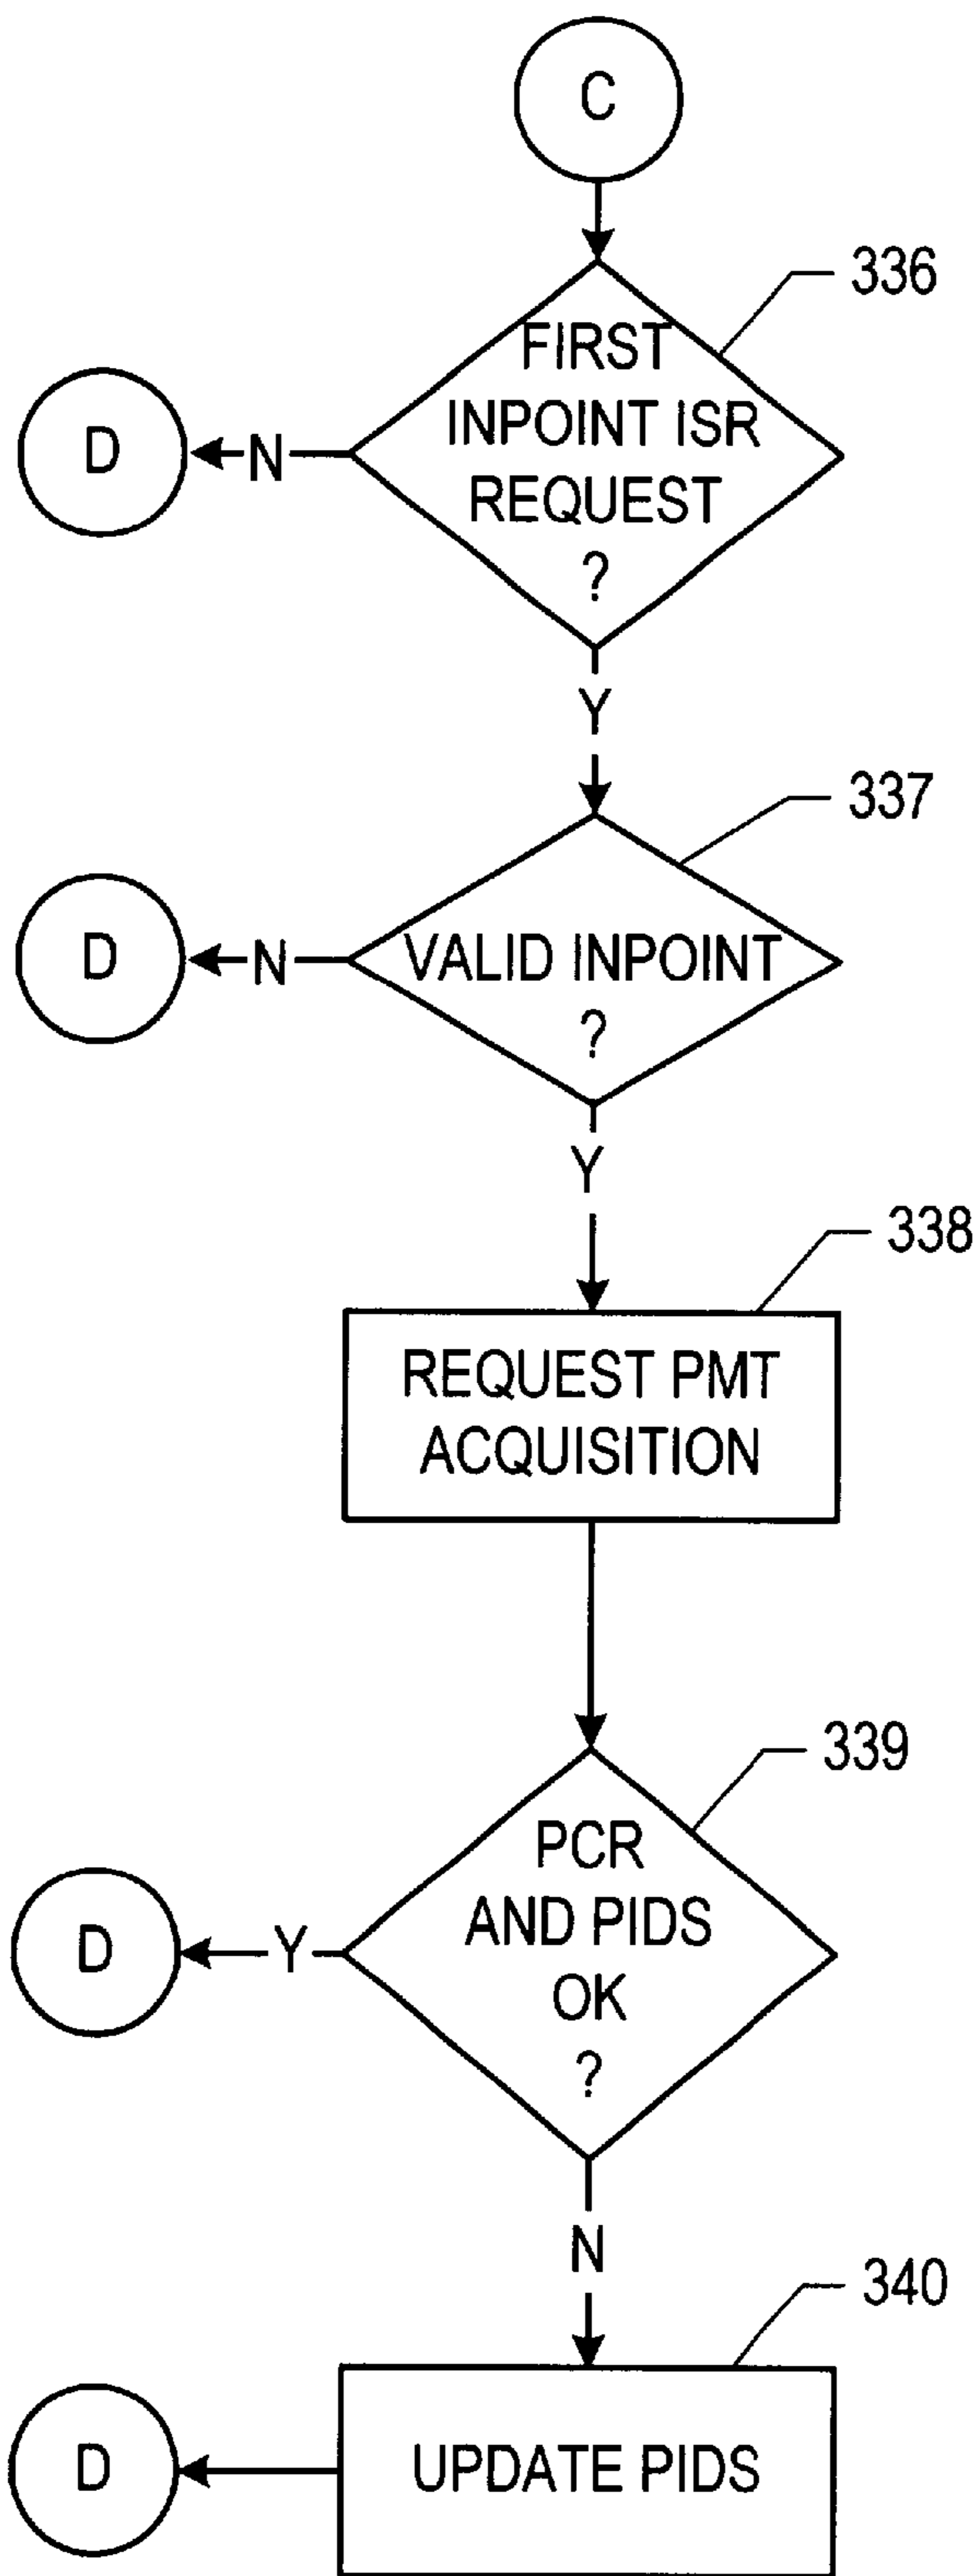 C
336
FIRST
INPOINT ISR
REQUEST
?
D
N
Y
337
VALID INPOINT
?
D
N
Y
338
REQUEST PMT
ACQUISITION
339
PCR
AND PIDS
OK
?
D
Y
N
340
UPDATE PIDS
D